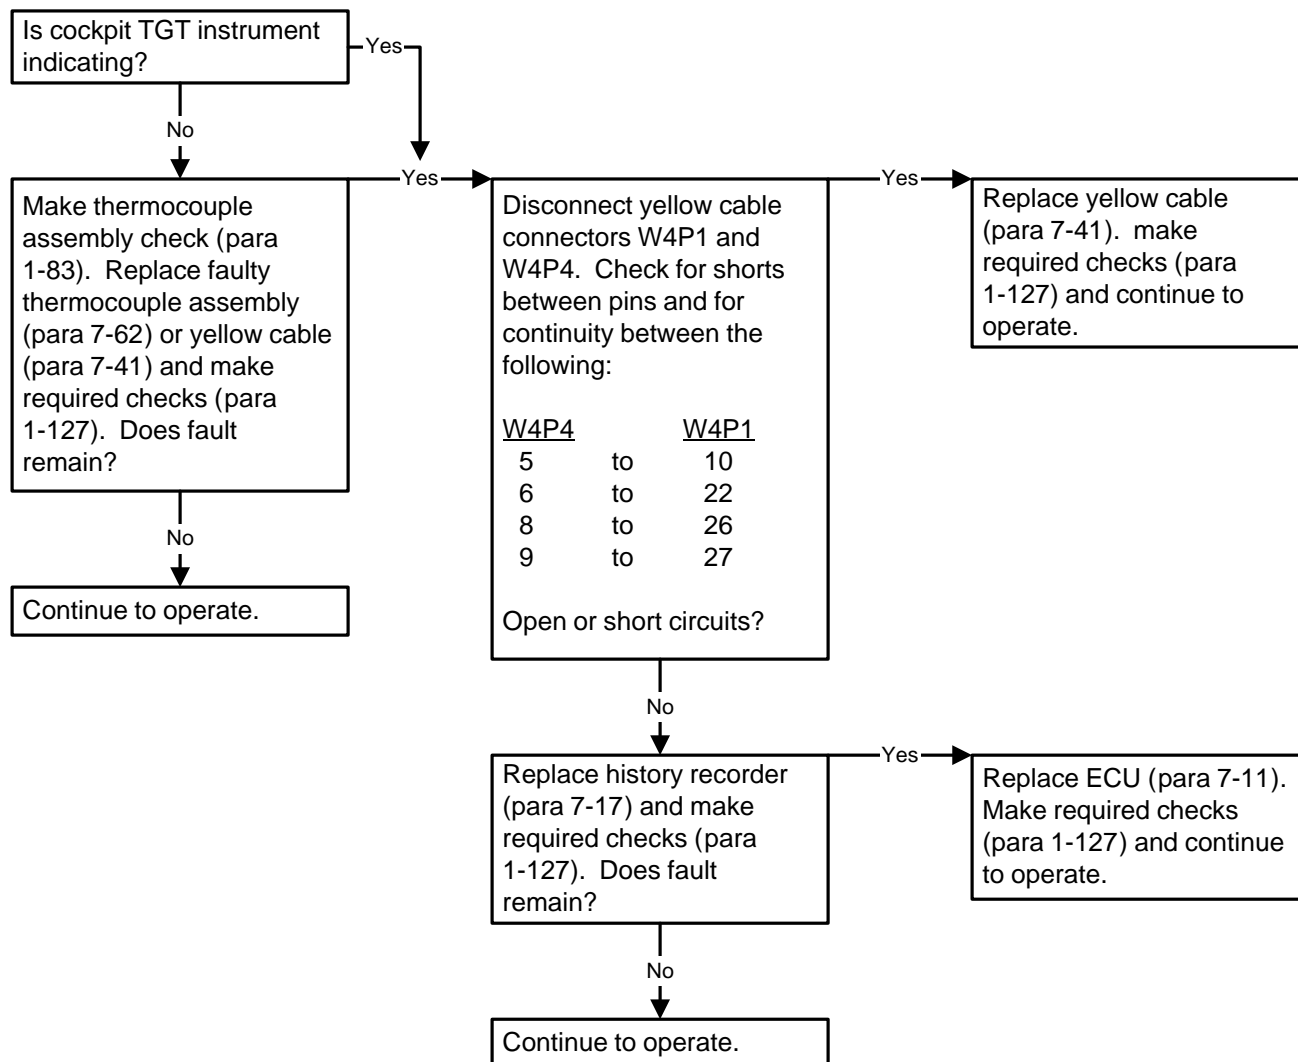 Is cockpit TGT instrument
indicating?
Yes
No
Make thermocouple
assembly check (para
1-83).  Replace faulty
thermocouple assembly
(para 7-62) or yellow cable
(para 7-41) and make
required checks (para
1-127).  Does fault
remain?
Yes
No
Continue to operate.
Disconnect yellow cable
connectors W4P1 and
W4P4.  Check for shorts
between pins and for
continuity between the
following:
W4P4 W4P1
5 to 10
6 to 22
8 to 26
9 to 27
Open or short circuits?
Yes
Replace yellow cable
(para 7-41).  make
required checks (para
1-127) and continue to
operate.
No
Replace history recorder
(para 7-17) and make
required checks (para
1-127).  Does fault
remain?
Yes
Replace ECU (para 7-11).
Make required checks
(para 1-127) and continue
to operate.
No
Continue to operate.